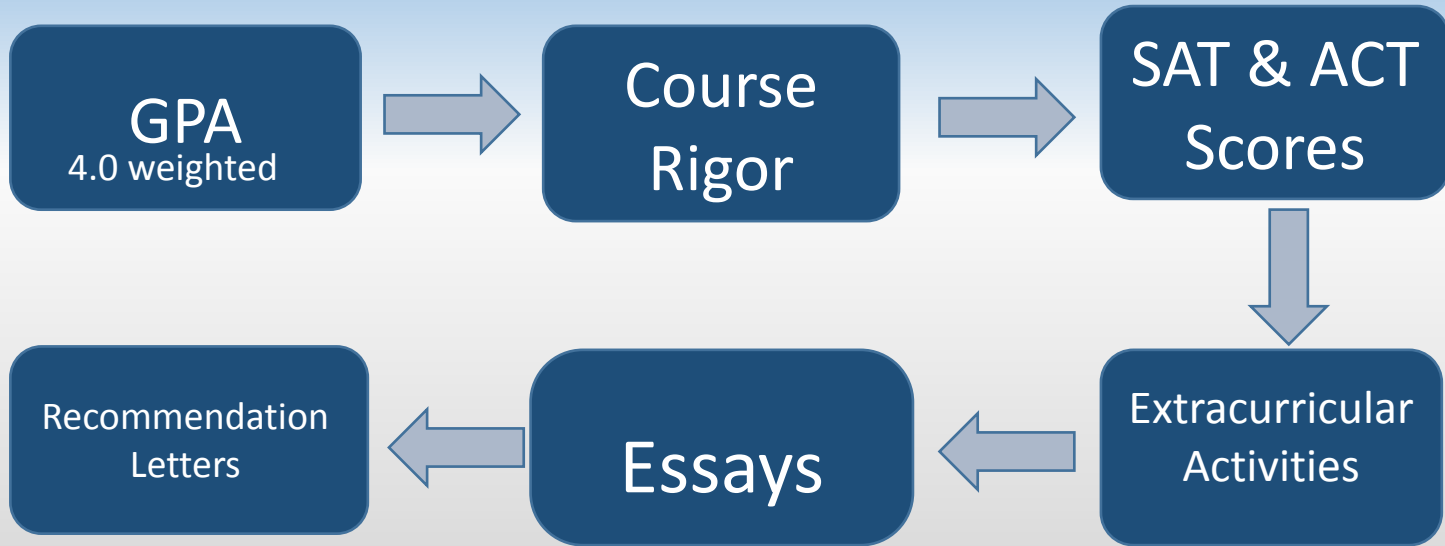 GPA
4.0 weighted
Course
Rigor
SAT & ACT
Scores
Extracurricular
Activities
Essays
Recommendation
Letters